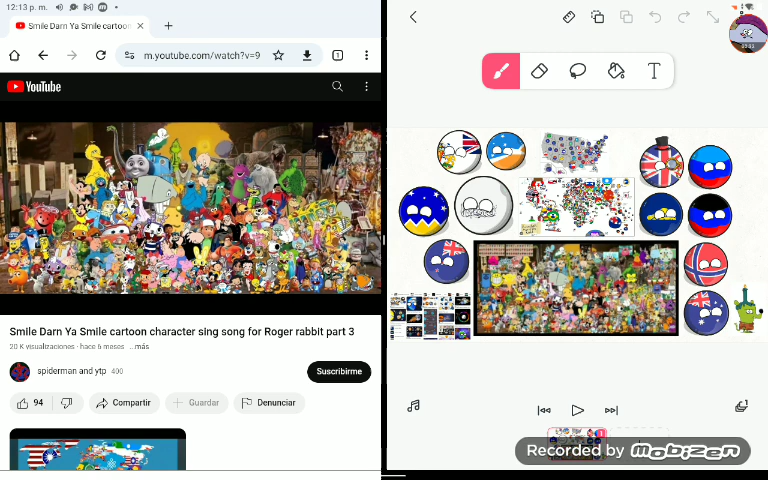 12:13 p. m.
Smile Darn Ya Smile cartoon
m.youtube.com/watch?v=9
1
YouTube
Smile Darn Ya Smile cartoon character sing song for Roger rabbit part 3
20 K visualizaciones · hace 6 meses ...más
spiderman and ytp 400
Suscribirme
94
Compartir
Guardar
Denunciar
T
1
Recorded by mobizen